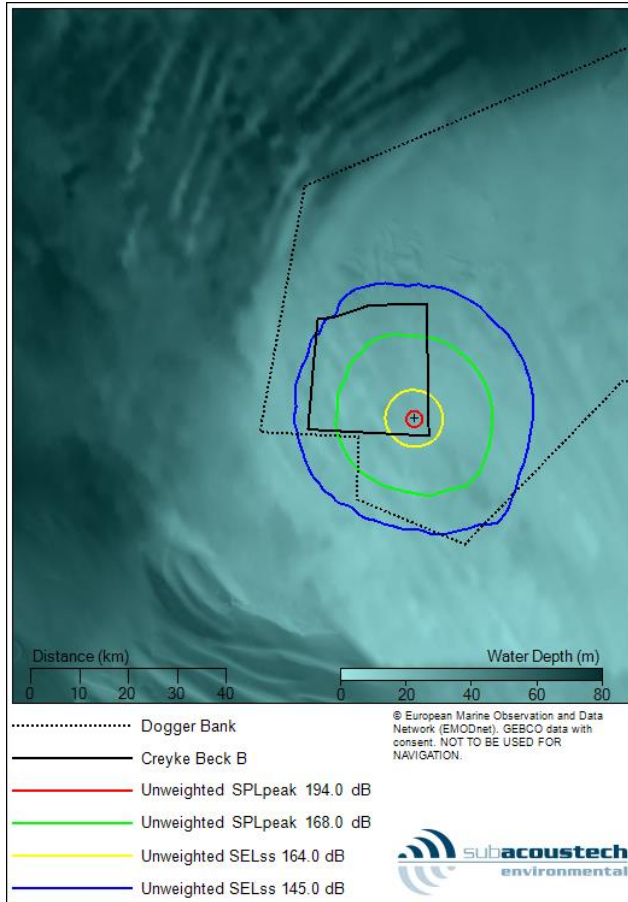 Distance (km)
0 10 20 30 40
Water Depth (m)
0 20 40 60 80
Dogger Bank
Creyke Beck B
Unweighted SPLpeak 194.0 dB
Unweighted SPLpeak 168.0 dB
Unweighted SELss 164.0 dB
Unweighted SELss 145.0 dB
© European Marine Observation and Data
Network (EMODnet). GEBCO data with
consent. NOT TO BE USED FOR
NAVIGATION.
subacoustech
environmental